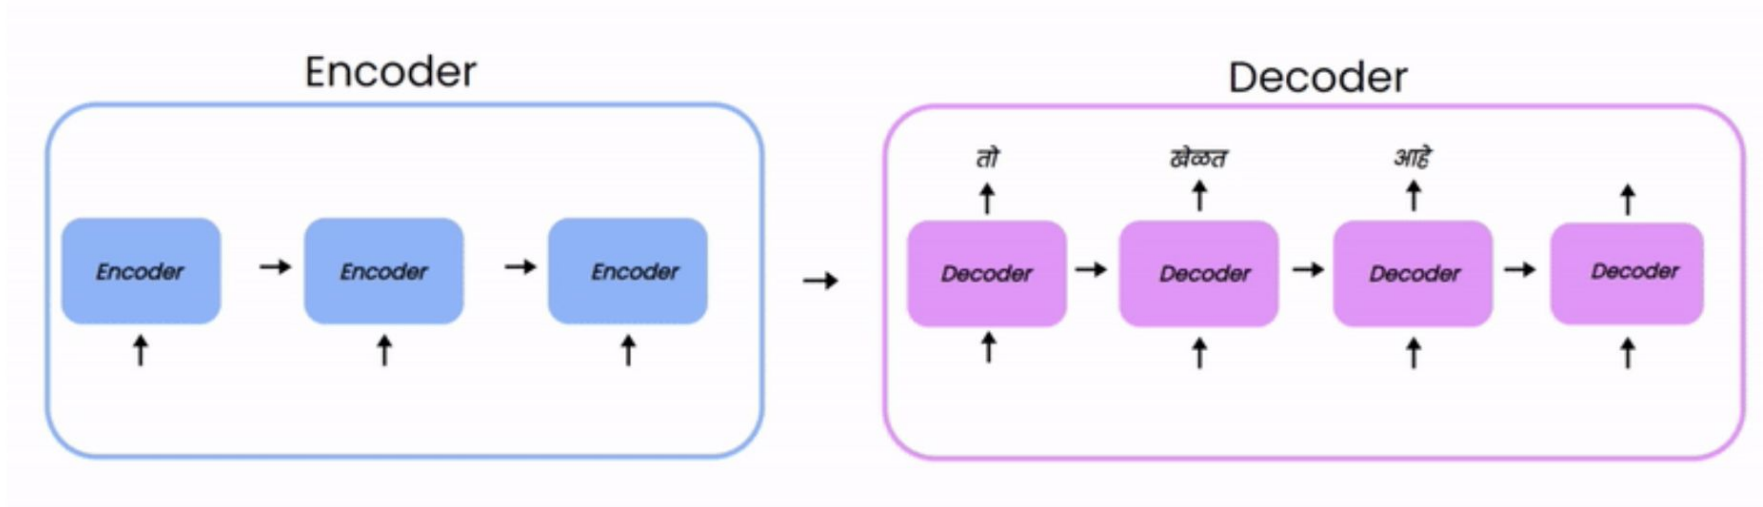 Encoder
Decoder
तो
खेळत
आहे
Encoder
Encoder
Encoder
Decoder
Decoder
Decoder
Decoder